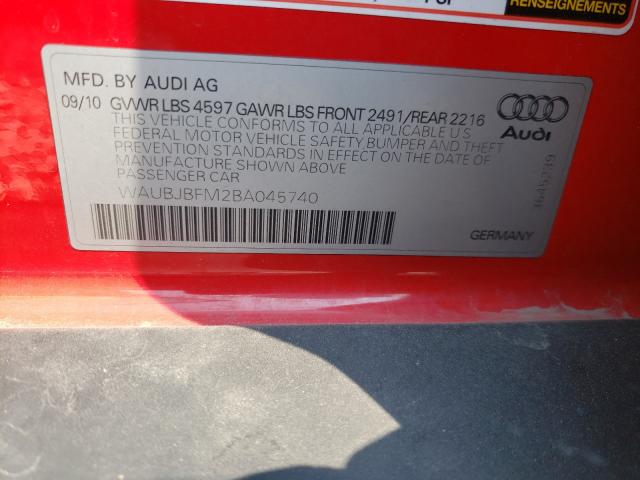 RENSEIGNEMENTS
MFD. BY AUDI AG
09/10 GVWR LBS 4597 GAWR LBS FRONT 2491/REAR 2216
THIS VEHICLE CONFORMS TO ALL APPLICABLE U S
FEDERAL MOTOR VEHICLE SAFETY BUMPER AND THEFT
PREVENTION STANDARDS IN EFFECT ON THE DATE OF
MANUFACTURE SHOWN ABOVE
PASSENGER CAR
WAUBJBFM2BA045740
Audi
3645239
GERMANY